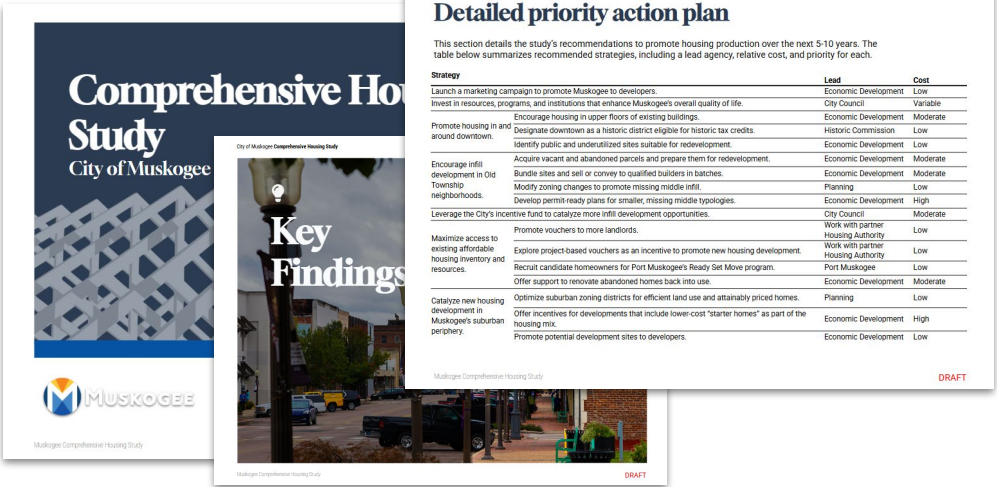 Comprehensive Hou
Study
City of Muskogee
MUSKOGEE
Muskogee Comprehensive Housing Study
City of Muskogee Comprehensive Housing Study
Key
Findings
Muskogee Comprehensive Housing Study
DRAFT
Detailed priority action plan
This section details the study's recommendations to promote housing production over the next 5-10 years. The
table below summarizes recommended strategies, including a lead agency, relative cost, and priority for each.
Strategy Lead Cost
Launch a marketing campaign to promote Muskogee to developers. Economic Development Low
Invest in resources, programs, and institutions that enhance Muskogee's overall quality of life. City Council Variable
Promote housing in and
around downtown.
Encourage housing in upper floors of existing buildings. Economic Development Moderate
Designate downtown as a historic district eligible for historic tax credits. Historic Commission Low
Identify public and underutilized sites suitable for redevelopment. Economic Development Low
Encourage infill
development in Old
Township
neighborhoods.
Acquire vacant and abandoned parcels and prepare them for redevelopment. Economic Development Moderate
Bundle sites and sell or convey to qualified builders in batches. Economic Development Moderate
Modify zoning changes to promote missing middle infill. Planning Low
Develop permit-ready plans for smaller, missing middle typologies. Economic Development High
Leverage the City's incentive fund to catalyze more infill development opportunities. City Council Moderate
Maximize access to
existing affordable
housing inventory and
resources.
Promote vouchers to more landlords. Work with partner
Housing Authority Low
Explore project-based vouchers as an incentive to promote new housing development. Work with partner
Housing Authority Low
Recruit candidate homeowners for Port Muskogee's Ready Set Move program. Port Muskogee Low
Offer support to renovate abandoned homes back into use. Economic Development Moderate
Catalyze new housing
development in
Muskogee's suburban
periphery.
Optimize suburban zoning districts for efficient land use and attainably priced homes. Planning Low
Offer incentives for developments that include lower-cost "starter homes" as part of the
housing mix. Economic Development High
Promote potential development sites to developers. Economic Development Low
Muskogee Comprehensive Housing Study
DRAFT